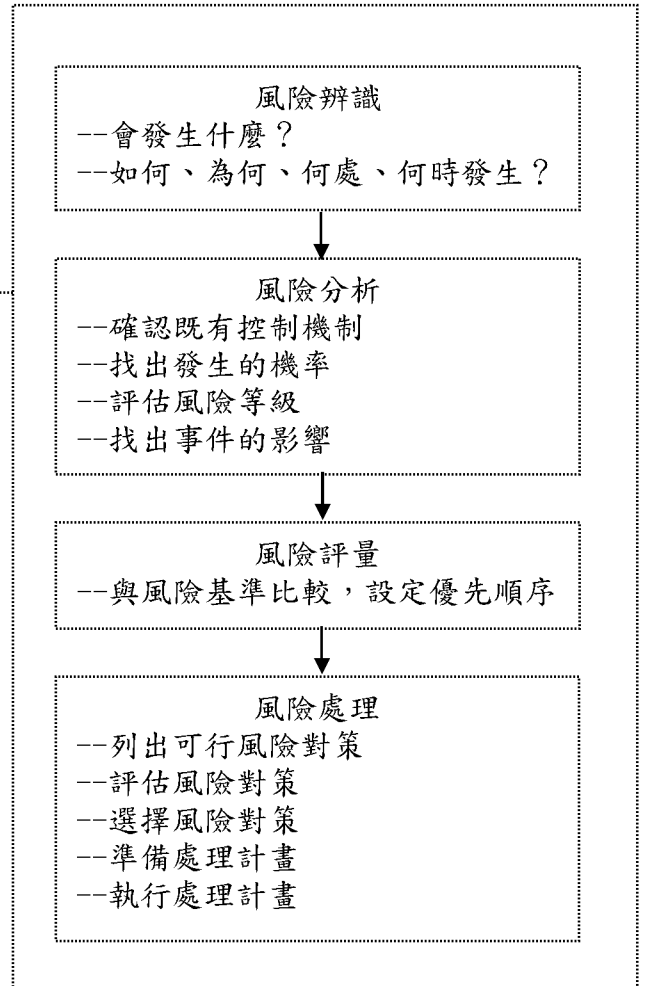 風險辨識
--會發生什麼？
--如何、為何、何處、何時發生？
風險分析
--確認既有控制機制
--找出發生的機率
--評估風險等級
--找出事件的影響
風險評量
--與風險基準比較，設定優先順序
風險處理
--列出可行風險對策
--評估風險對策
--選擇風險對策
--準備處理計畫
--執行處理計畫